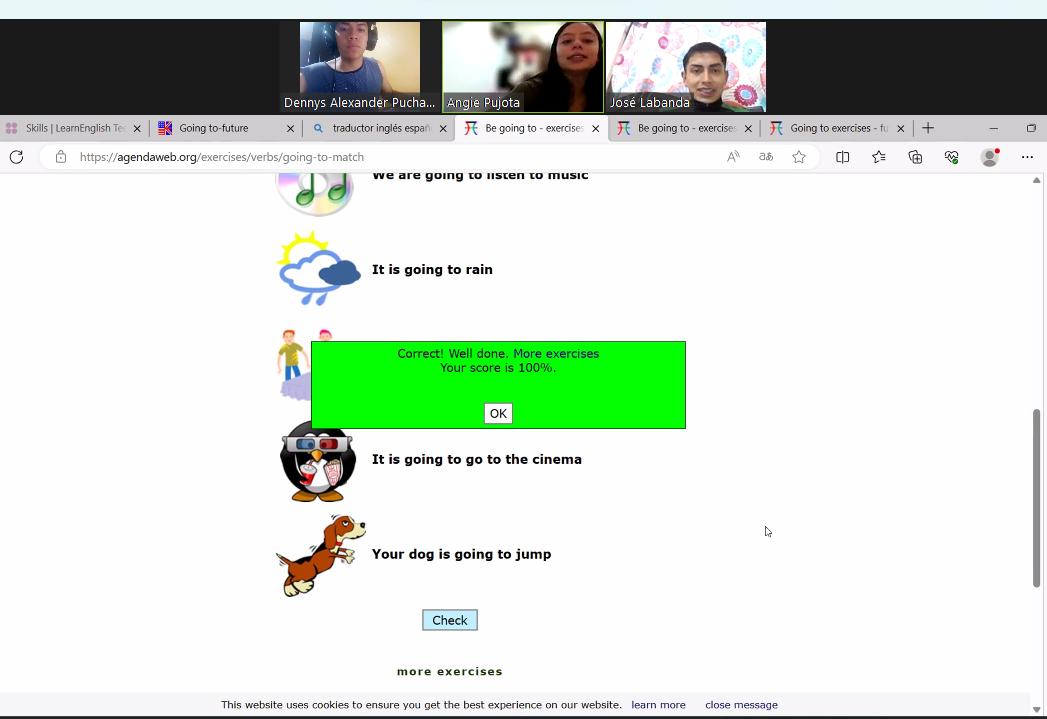 Dennys Alexander Pucha...
Angie Pujota
José Labanda
Skills | LearnEnglish Te
Going to-future
traductor inglés españ
Be going to - exercises
Be going to - exercises
Going to exercises - fu
https://agendaweb.org/exercises/verbs/going-to-match
We are going to listen to music
It is going to rain
Correct! Well done. More exercises
Your score is 100%.
OK
It is going to go to the cinema
Your dog is going to jump
Check
more exercises
This website uses cookies to ensure you get the best experience on our website. learn more close message